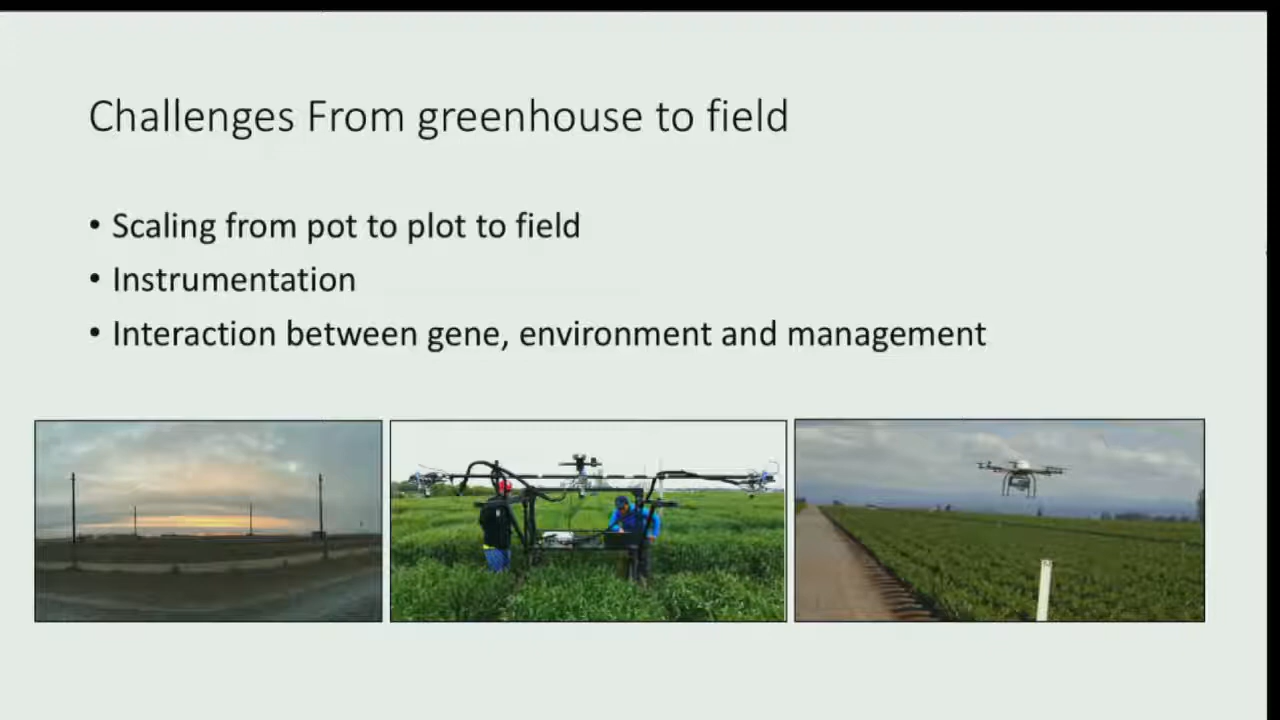 Challenges From greenhouse to field
• Scaling from pot to plot to field
• Instrumentation
• Interaction between gene, environment and management